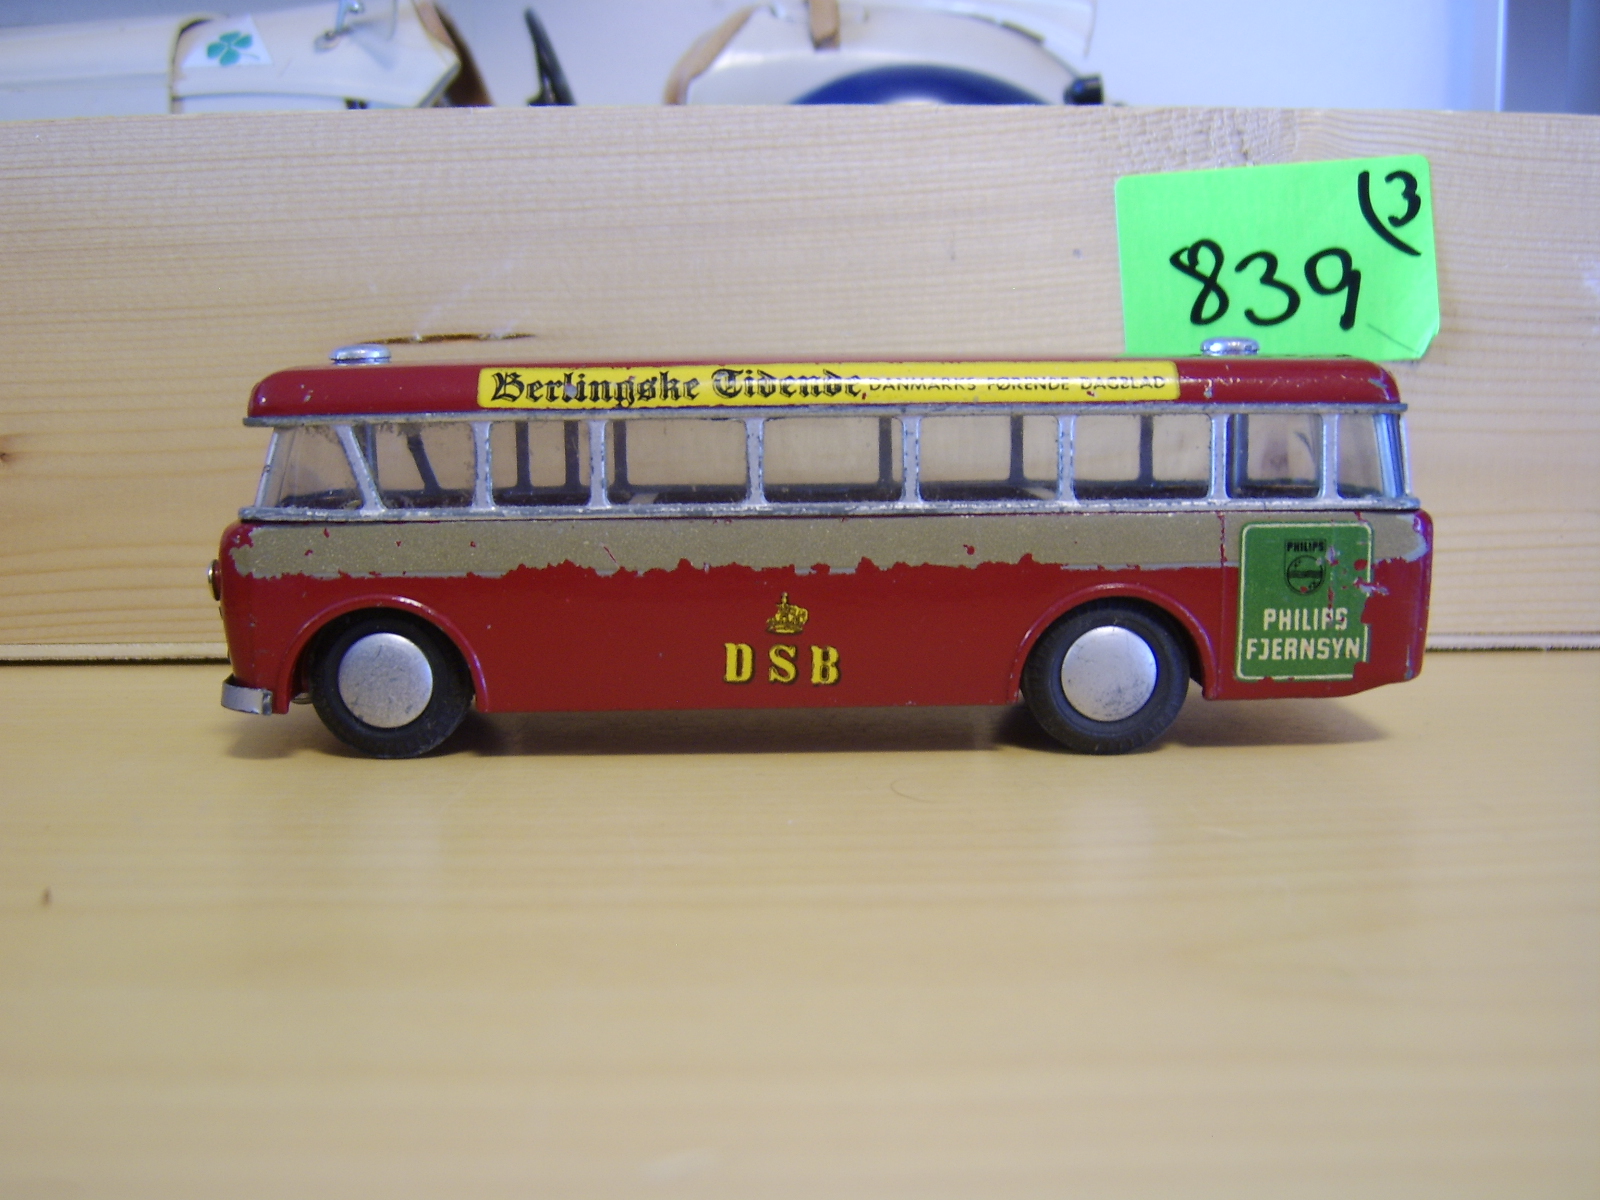 (3
839
Berlingske Tidende DANMARKS FØRENDE DAGBLAD
PHILIPS
PHILIPS
FJERNSYN
DSB